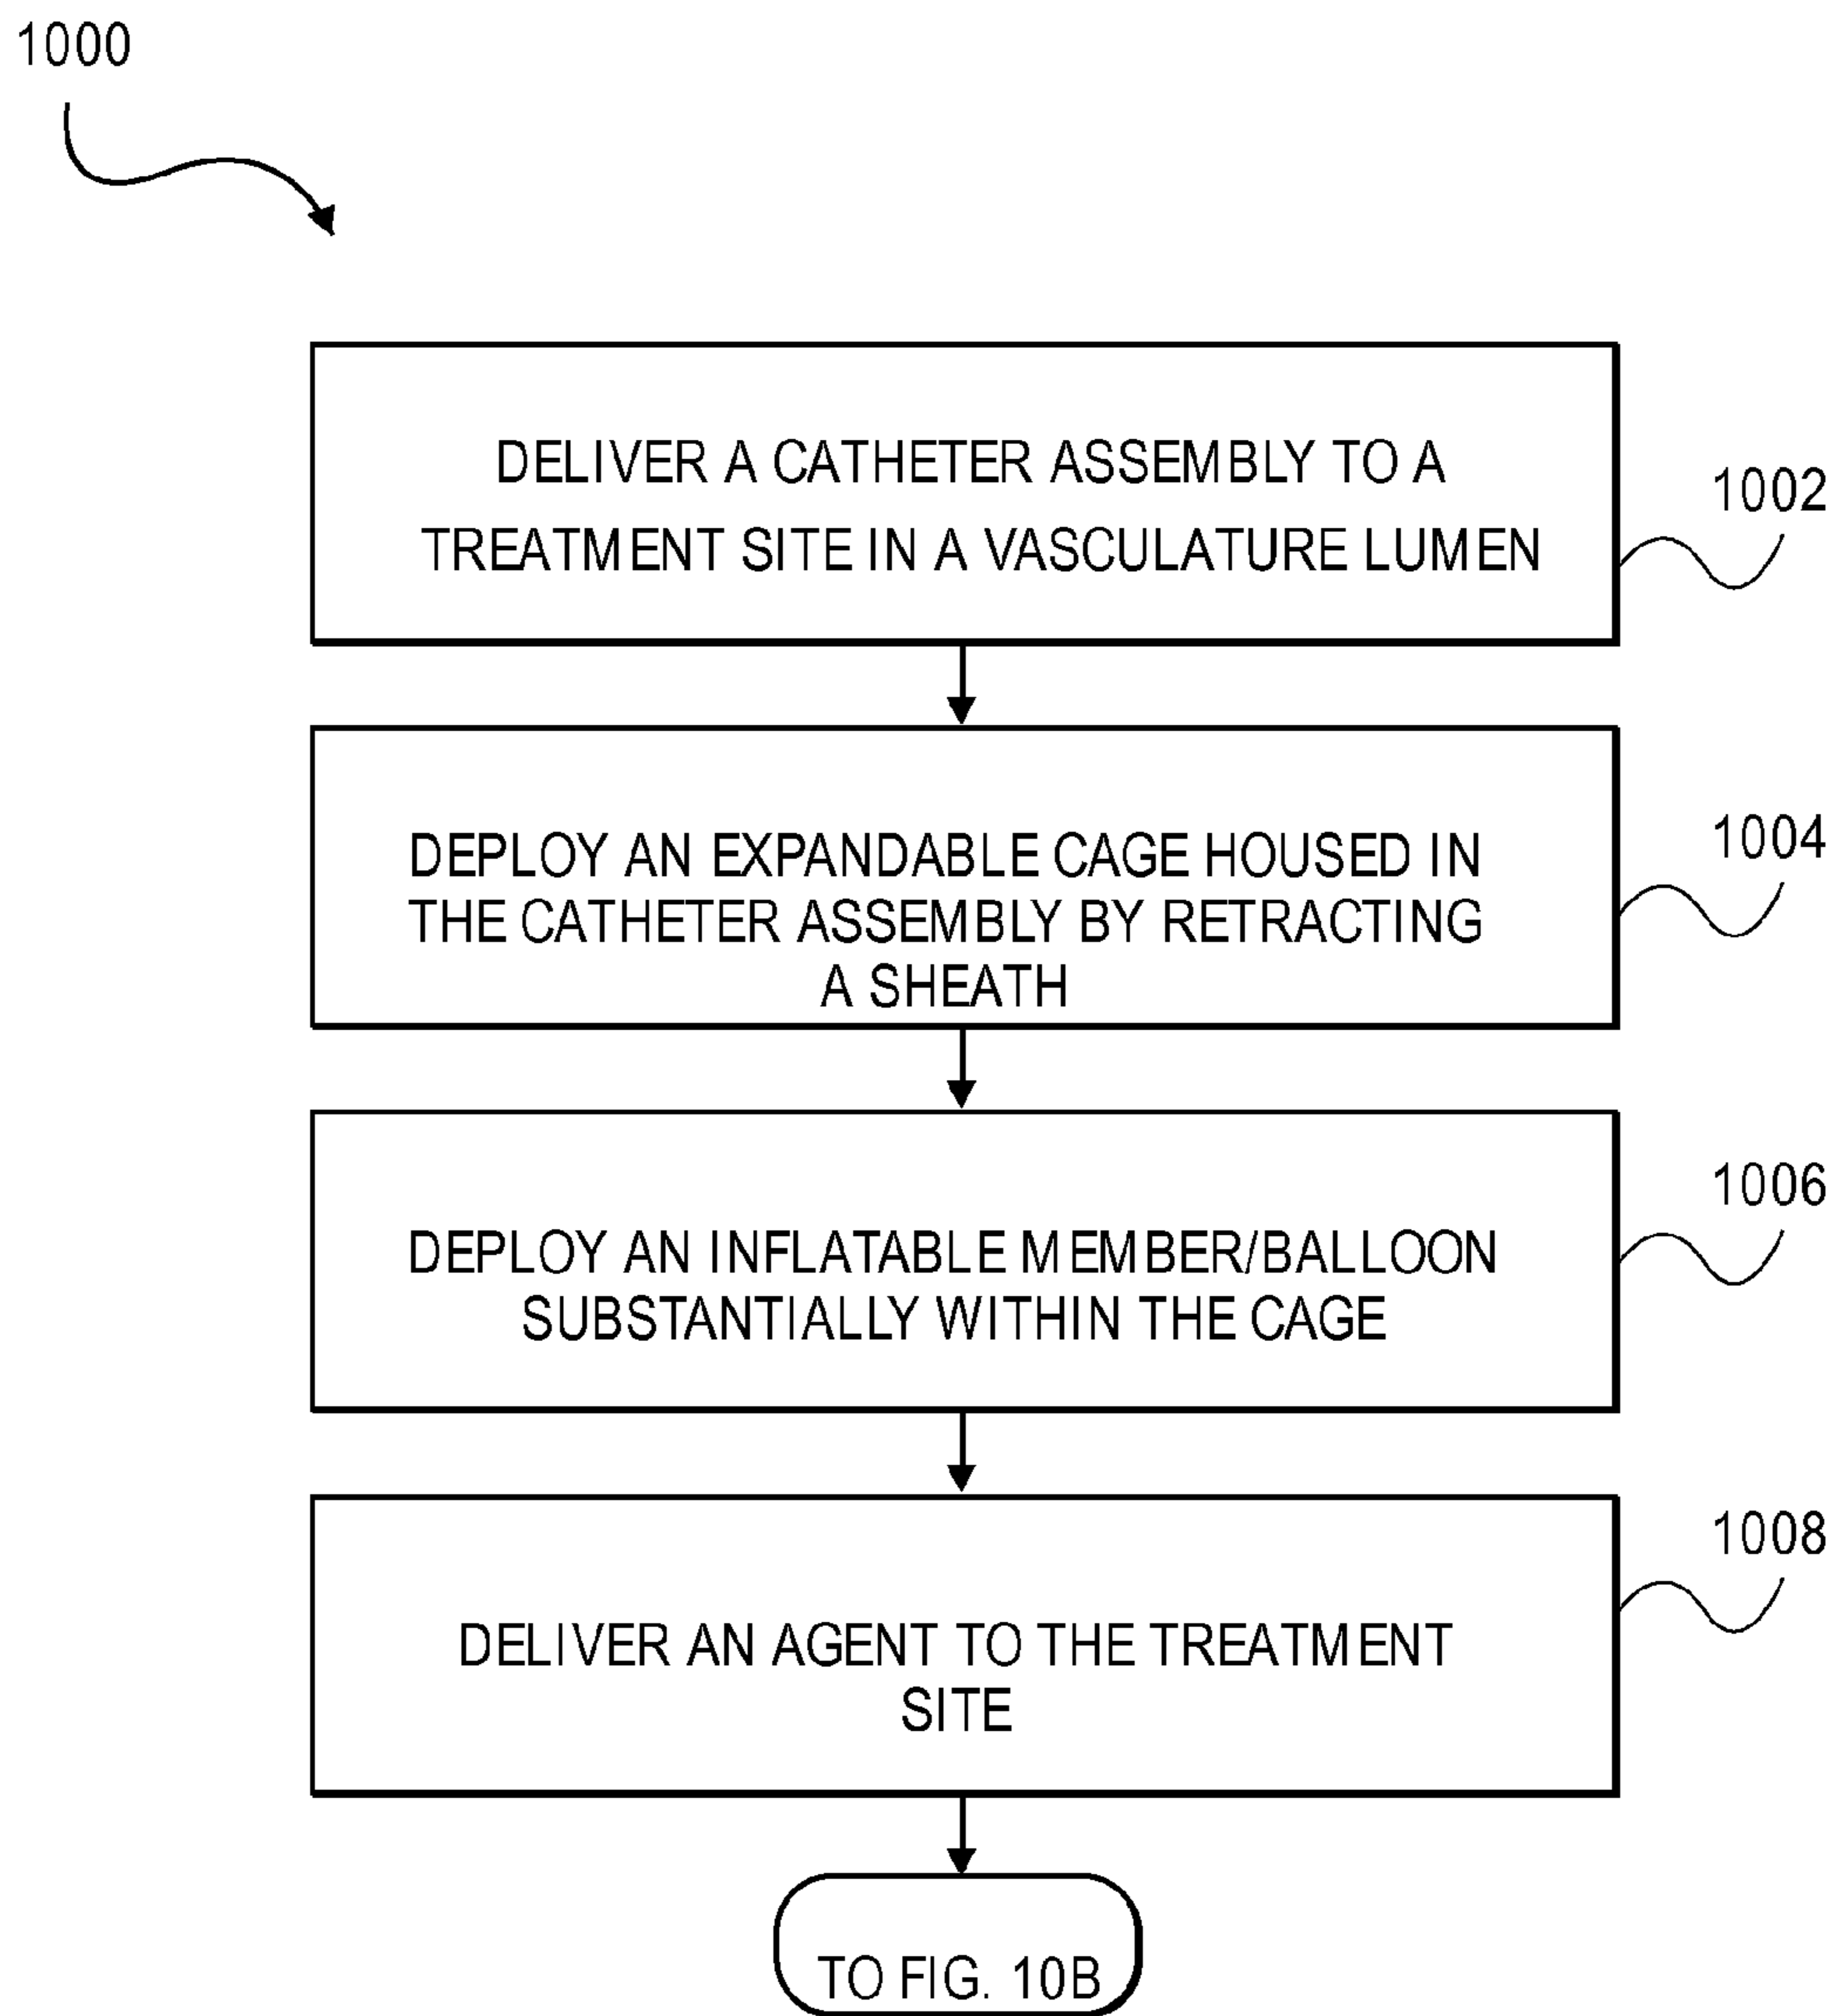 1000
DELIVER A CATHETER ASSEMBLY TO A
TREATMENT SITE IN A VASCULATURE LUMEN
1002
DEPLOY AN EXPANDABLE CAGE HOUSED IN
THE CATHETER ASSEMBLY BY RETRACTING
A SHEATH
1004
DEPLOY AN INFLATABLE MEMBER/BALLOON
SUBSTANTIALLY WITHIN THE CAGE
1006
DELIVER AN AGENT TO THE TREATMENT
SITE
1008
TO FIG. 10B